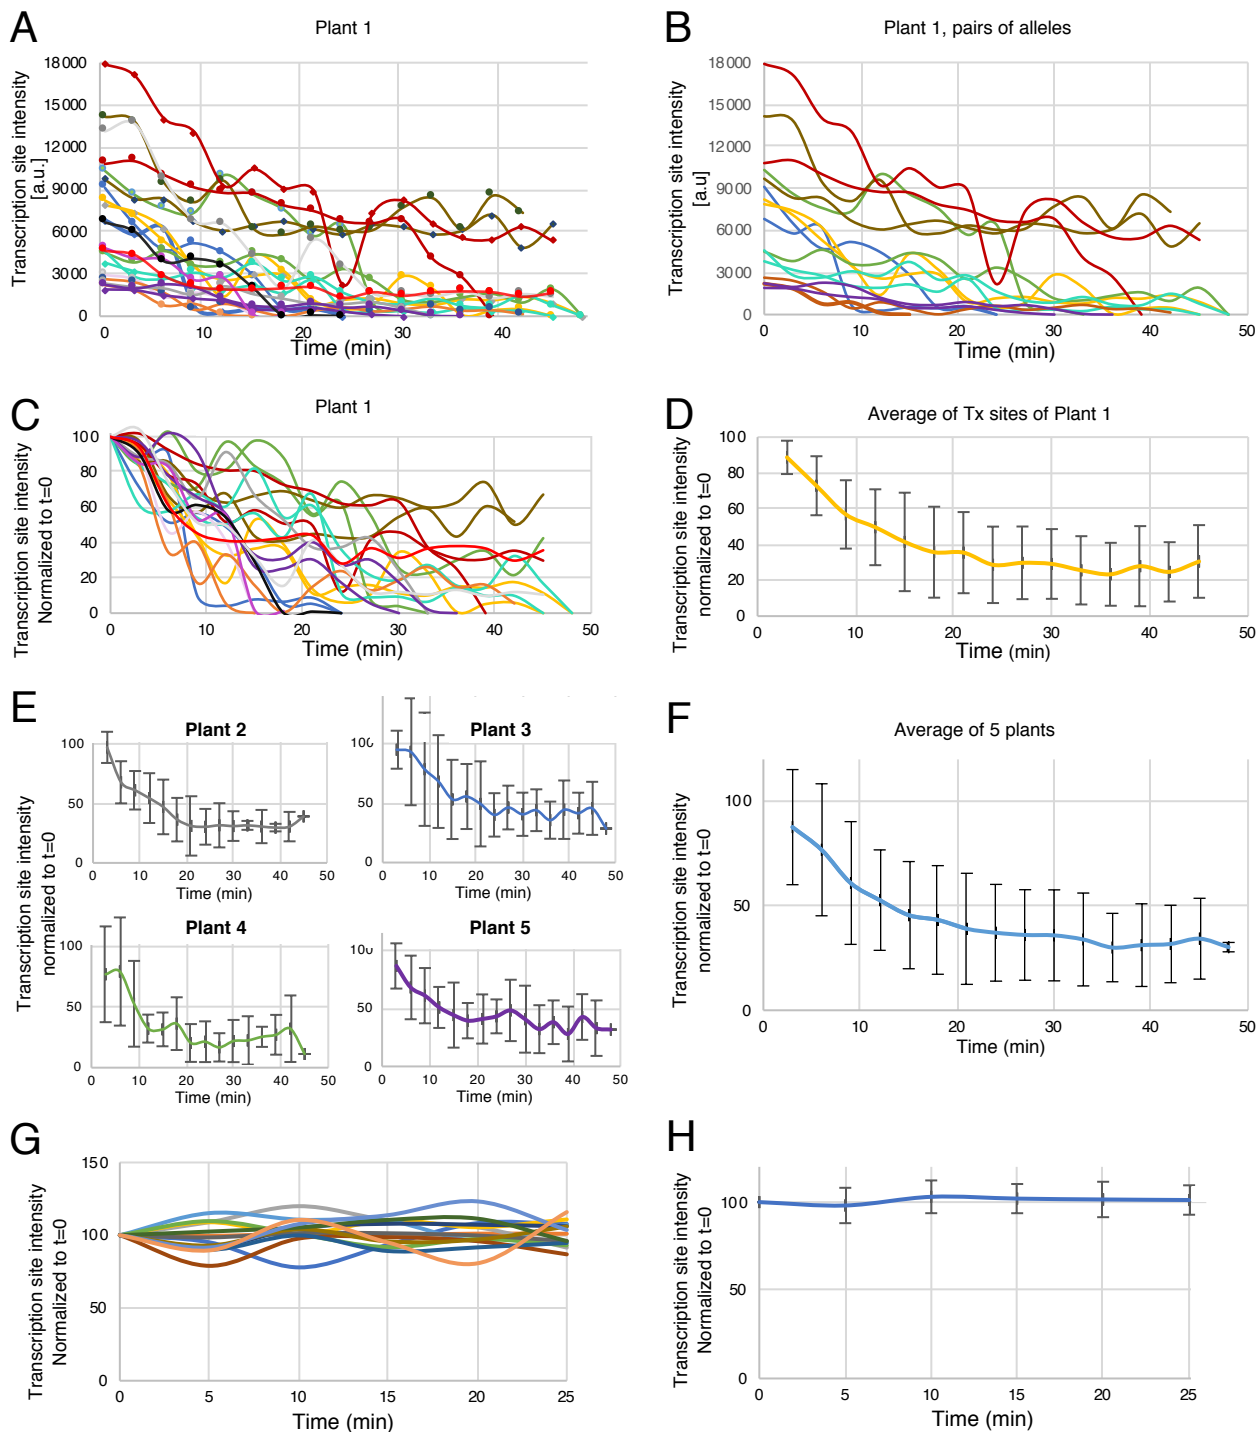 A
Plant 1
Transcription site intensity
[a.u.]
18000
15000
12000
9000
6000
3000
0
0
10
20
30
40
Time (min)
B
Plant 1, pairs of alleles
Transcription site intensity
[a.u]
18000
15000
12000
9000
6000
3000
0
0
10
20
30
40
50
Time (min)
C
Plant 1
Transcription site intensity
Normalized to t=0
100
80
60
40
20
0
0
10
20
30
40
50
Time (min)
D
Average of Tx sites of Plant 1
Transcription site intensity
normalized to t=0
100
80
60
40
20
0
0
10
20
30
40
50
Time (min)
E
Transcription site intensity
normalized to t=0
Plant 2
100
50
0
0
10
20
30
40
50
Time (min)
Plant 3
100
50
0
0
10
20
30
40
50
Time (min)
Plant 4
100
50
0
0
10
20
30
40
50
Time (min)
Plant 5
100
50
0
0
10
20
30
40
50
Time (min)
F
Average of 5 plants
Transcription site intensity
normalized to t=0
100
50
0
0
10
20
30
40
50
Time (min)
G
Transcription site intensity
Normalized to t=0
150
100
50
0
0
5
10
15
20
25
Time (min)
H
Transcription site intensity
Normalized to t=0
100
50
0
0
5
10
15
20
25
Time (min)